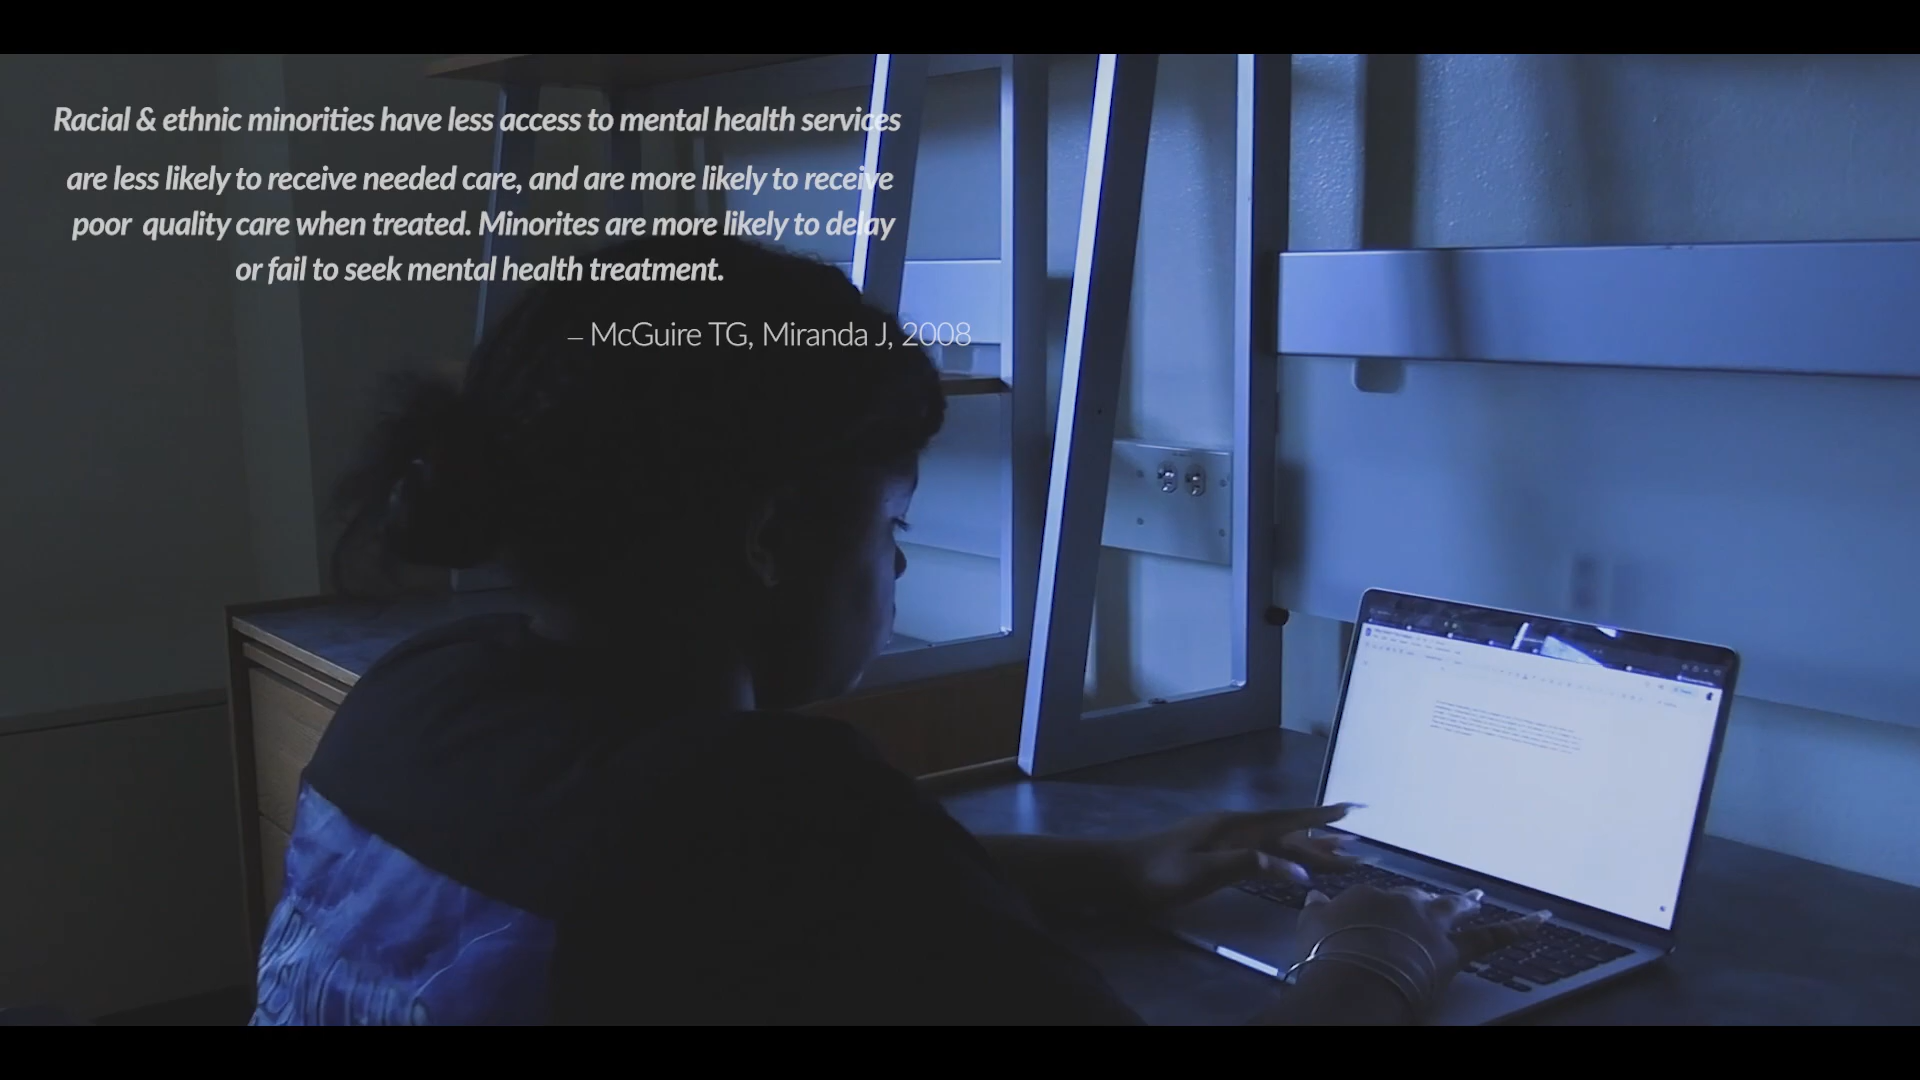 Racial & ethnic minorities have less access to mental health services
are less likely to receive needed care, and are more likely to receive
poor quality care when treated. Minorites are more likely to delay
or fail to seek mental health treatment.
– McGuire TG, Miranda J, 2008